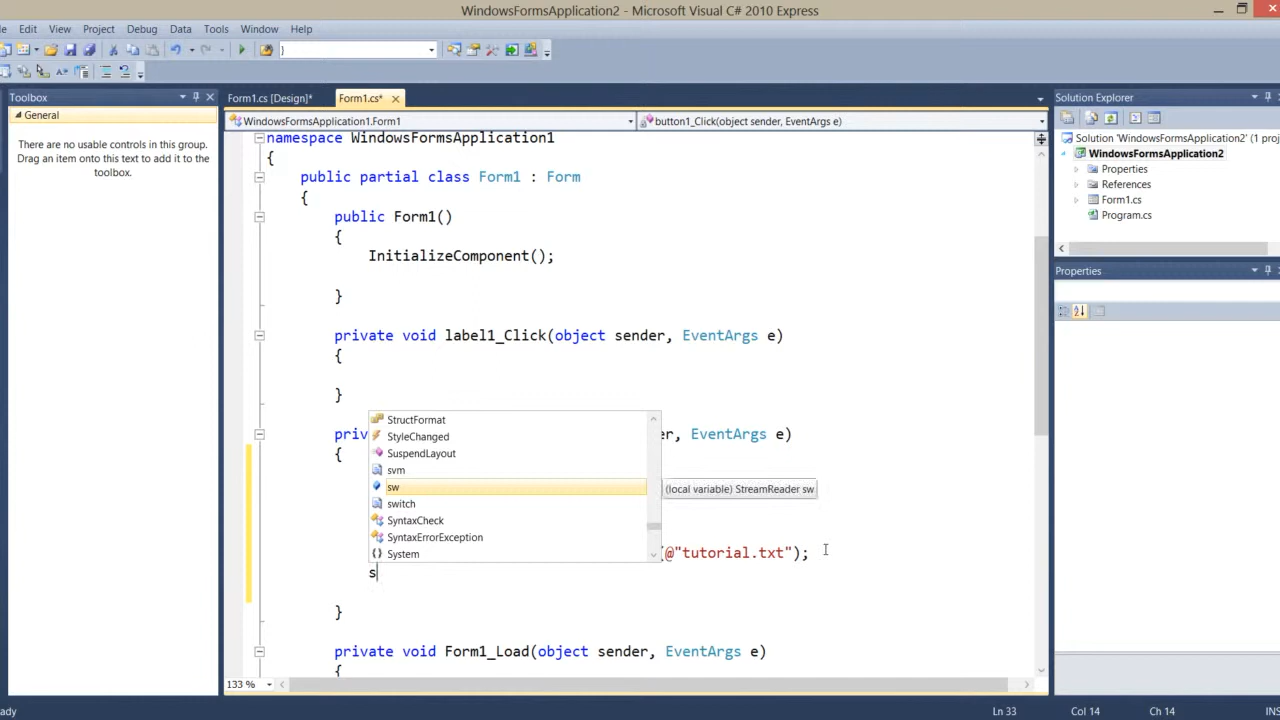 WindowsFormsApplication2 - Microsoft Visual C# 2010 Express
Edit View Project Debug Data Tools Window Help
}
Toolbox
General
There are no usable controls in this group.
Drag an item onto this text to add it to the
toolbox.
Form1.cs [Design]* Form1.cs*
WindowsFormsApplication1.Form1 button1_Click(object sender, EventArgs e)
namespace WindowsFormsApplication1
{
public partial class Form1 : Form
{
public Form1()
{
InitializeComponent();
}
private void label1_Click(object sender, EventArgs e)
{
}
StructFormat
StyleChanged
SuspendLayout
svm
sw
switch
SyntaxCheck
SyntaxErrorException
{} System
(local variable) StreamReader sw
priv er, EventArgs e)
{
(@"tutorial.txt");
s
}
private void Form1_Load(object sender, EventArgs e)
{
133 %
Solution Explorer
Solution 'WindowsFormsApplication2' (1 proj
WindowsFormsApplication2
Properties
References
Form1.cs
Program.cs
Properties
ady Ln 33 Col 14 Ch 14 INS